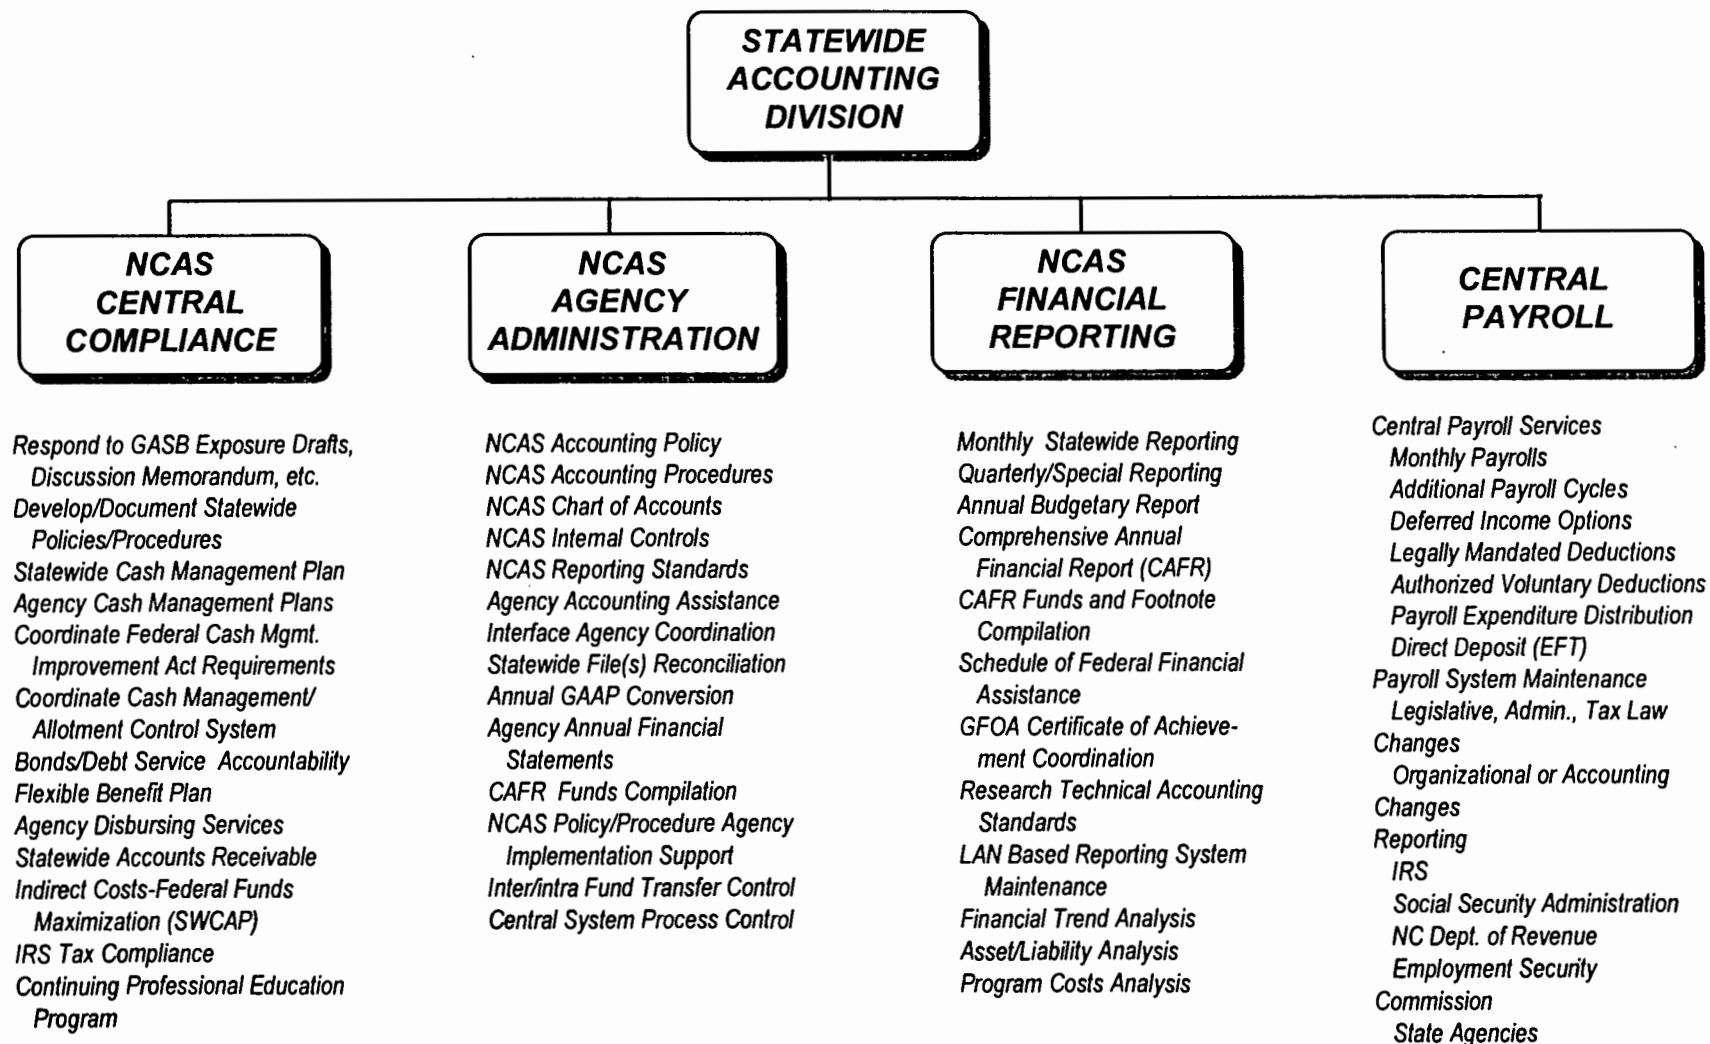 STATEWIDE
ACCOUNTING
DIVISION
NCAS
CENTRAL
COMPLIANCE
NCAS
AGENCY
ADMINISTRATION
NCAS
FINANCIAL
REPORTING
CENTRAL
PAYROLL
Respond to GASB Exposure Drafts,
Discussion Memorandum, etc.
Develop/Document Statewide
Policies/Procedures
Statewide Cash Management Plan
Agency Cash Management Plans
Coordinate Federal Cash Mgmt.
Improvement Act Requirements
Coordinate Cash Management/
Allotment Control System
Bonds/Debt Service Accountability
Flexible Benefit Plan
Agency Disbursing Services
Statewide Accounts Receivable
Indirect Costs-Federal Funds
Maximization (SWCAP)
IRS Tax Compliance
Continuing Professional Education
Program
NCAS Accounting Policy
NCAS Accounting Procedures
NCAS Chart of Accounts
NCAS Internal Controls
NCAS Reporting Standards
Agency Accounting Assistance
Interface Agency Coordination
Statewide File(s) Reconciliation
Annual GAAP Conversion
Agency Annual Financial
Statements
CAFR Funds Compilation
NCAS Policy/Procedure Agency
Implementation Support
Inter/intra Fund Transfer Control
Central System Process Control
Monthly Statewide Reporting
Quarterly/Special Reporting
Annual Budgetary Report
Comprehensive Annual
Financial Report (CAFR)
CAFR Funds and Footnote
Compilation
Schedule of Federal Financial
Assistance
GFOA Certificate of Achieve-
ment Coordination
Research Technical Accounting
Standards
LAN Based Reporting System
Maintenance
Financial Trend Analysis
Asset/Liability Analysis
Program Costs Analysis
Central Payroll Services
Monthly Payrolls
Additional Payroll Cycles
Deferred Income Options
Legally Mandated Deductions
Authorized Voluntary Deductions
Payroll Expenditure Distribution
Direct Deposit (EFT)
Payroll System Maintenance
Legislative, Admin., Tax Law
Changes
Organizational or Accounting
Changes
Reporting
IRS
Social Security Administration
NC Dept. of Revenue
Employment Security
Commission
State Agencies